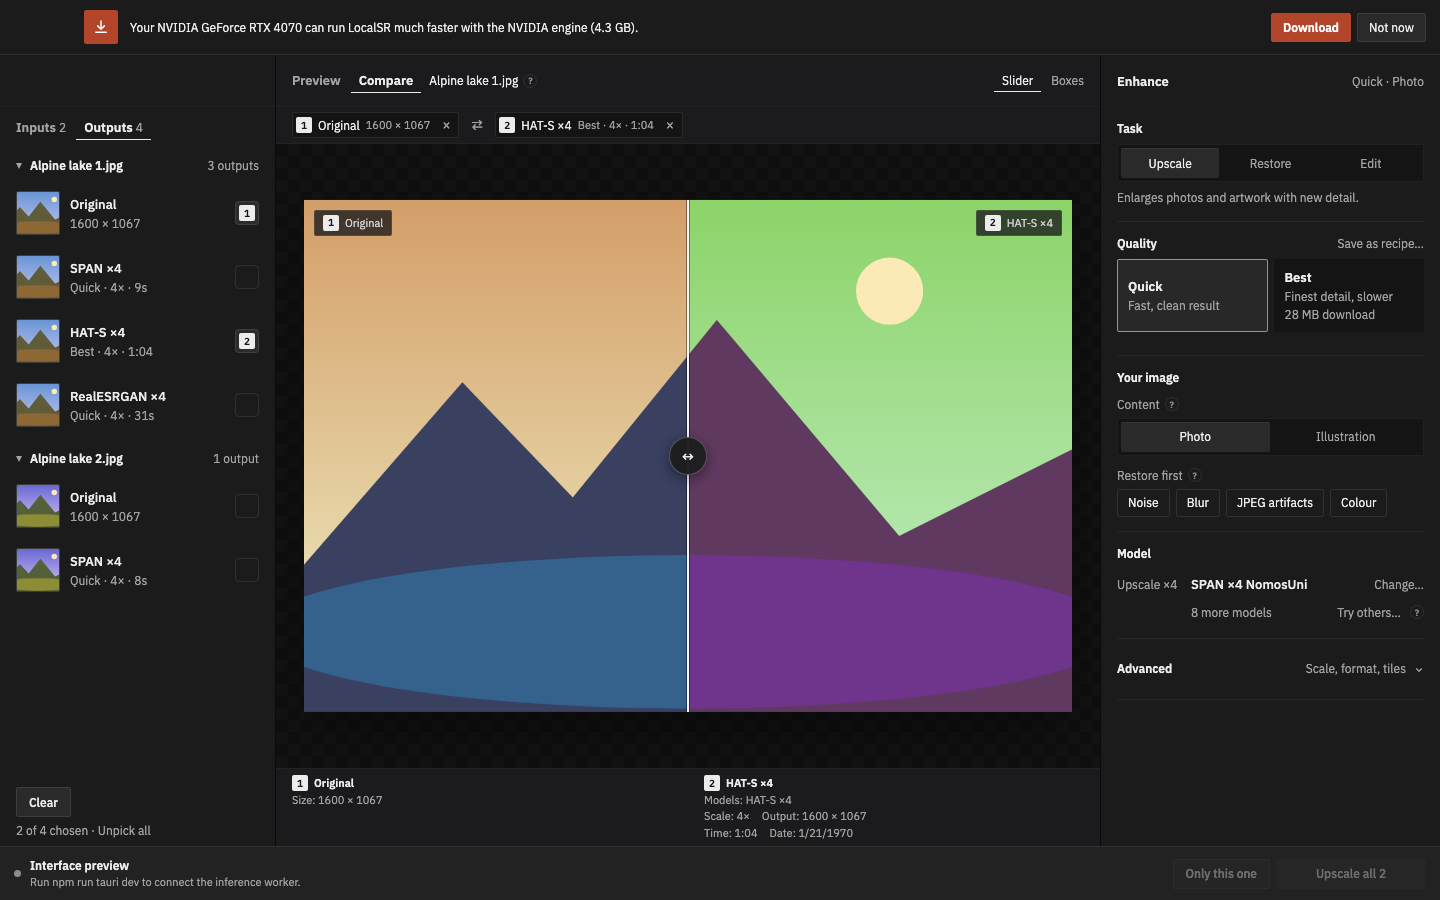 Your NVIDIA GeForce RTX 4070 can run LocalSR much faster with the NVIDIA engine (4.3 GB).
Download
Not now
Inputs 2
Outputs 4
Alpine lake 1.jpg
3 outputs
Original
1600 × 1067
1
SPAN ×4
Quick · 4× · 9s
HAT-S ×4
Best · 4× · 1:04
2
RealESRGAN ×4
Quick · 4× · 31s
Alpine lake 2.jpg
1 output
Original
1600 × 1067
SPAN ×4
Quick · 4× · 8s
Clear
2 of 4 chosen · Unpick all
Preview
Compare
Alpine lake 1.jpg
?
Slider
Boxes
1 Original 1600 × 1067 ×
2 HAT-S ×4 Best · 4× · 1:04 ×
1 Original
2 HAT-S ×4
1 Original
Size: 1600 × 1067
2 HAT-S ×4
Models: HAT-S ×4
Scale: 4× Output: 1600 × 1067
Time: 1:04 Date: 1/21/1970
Enhance
Quick · Photo
Task
Upscale
Restore
Edit
Enlarges photos and artwork with new detail.
Quality
Save as recipe...
Quick
Fast, clean result
Best
Finest detail, slower
28 MB download
Your image
Content ?
Photo
Illustration
Restore first ?
Noise
Blur
JPEG artifacts
Colour
Model
Upscale ×4
SPAN ×4 NomosUni
Change...
8 more models
Try others... ?
Advanced
Scale, format, tiles
Interface preview
Run npm run tauri dev to connect the inference worker.
Only this one
Upscale all 2